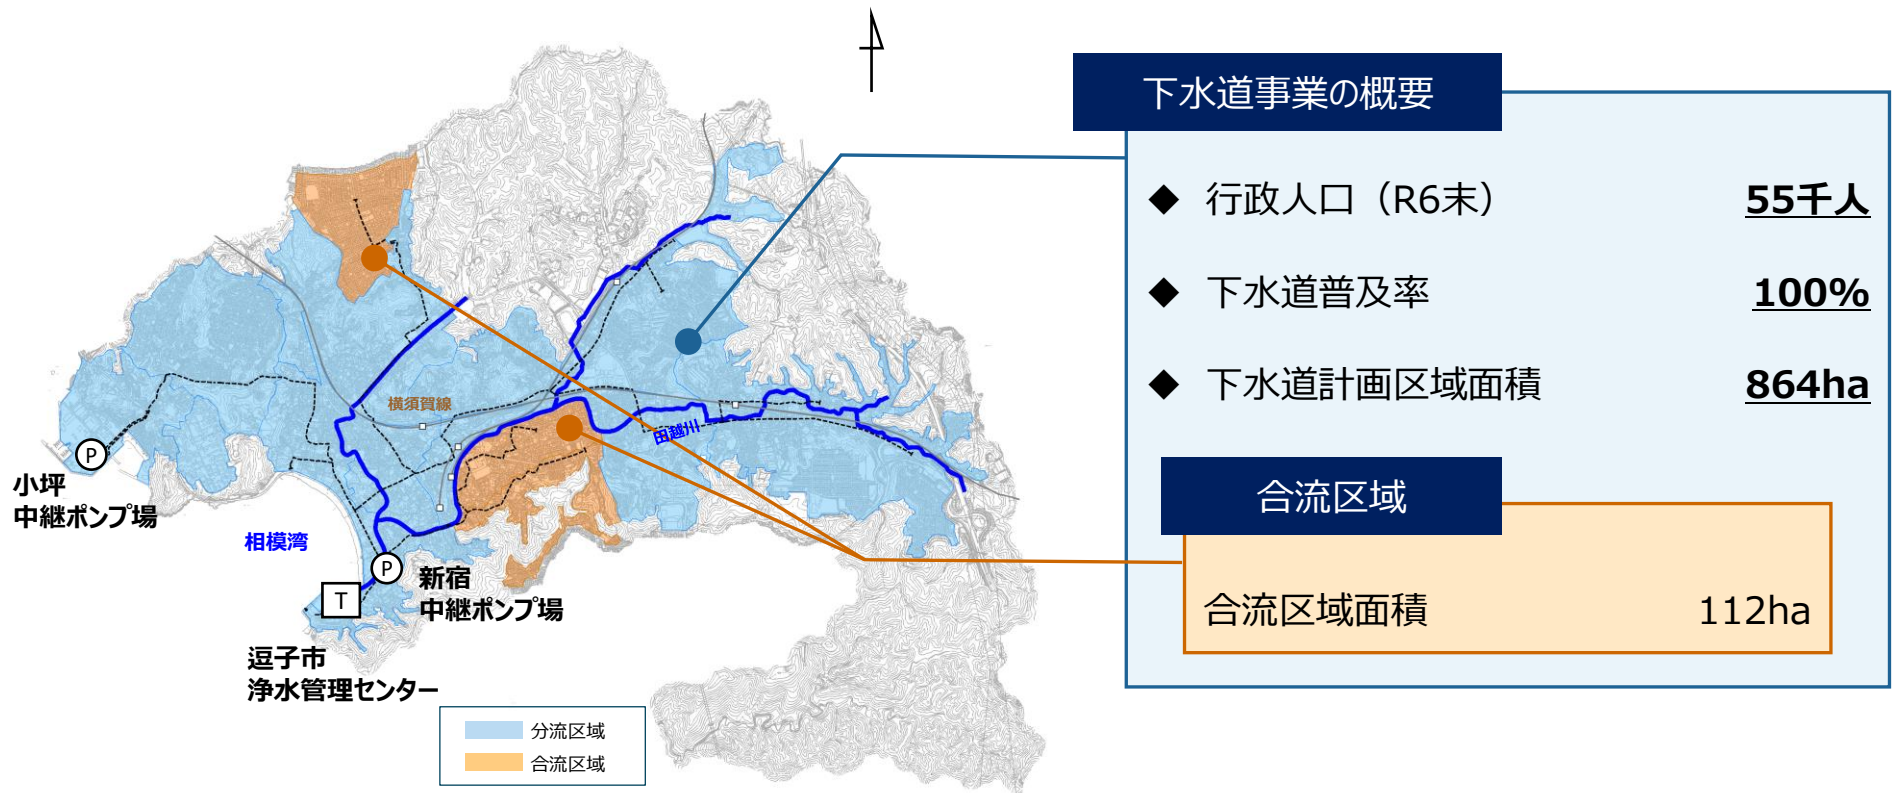 下水道事業の概要
◆ 行政人口（R6末） 55千人
◆ 下水道普及率 100%
◆ 下水道計画区域面積 864ha
合流区域
合流区域面積 112ha
横須賀線
田越川
P
小坪
中継ポンプ場
相模湾
P
新宿
中継ポンプ場
T
逗子市
浄水管理センター
分流区域
合流区域